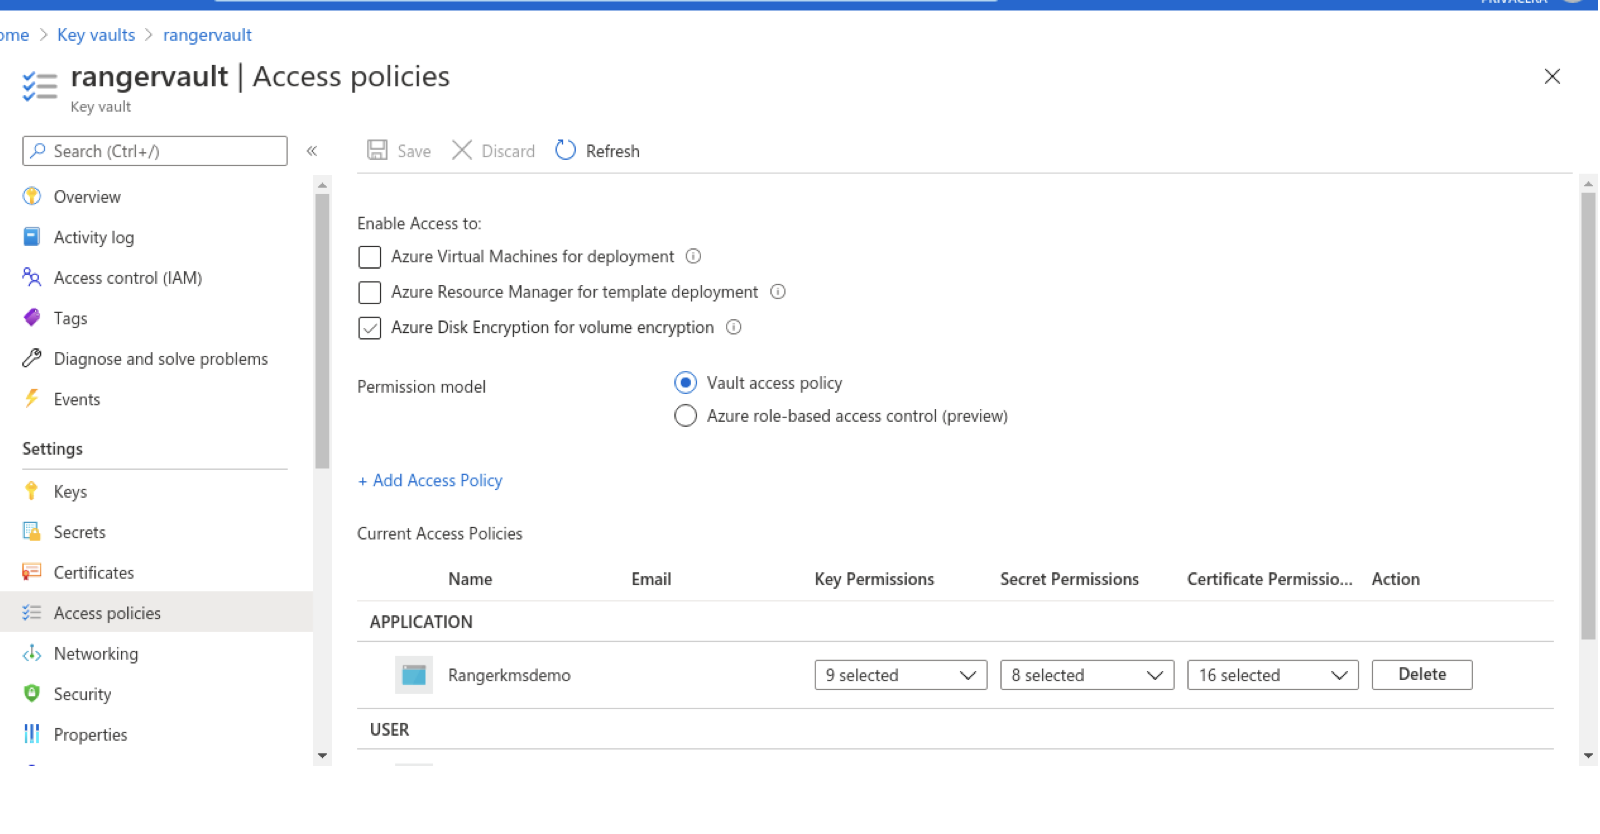 PRIVACERA
ome > Key vaults > rangervault
rangervault | Access policies
Key vault
Search (Ctrl+/)
«
Overview
Activity log
Access control (IAM)
Tags
Diagnose and solve problems
Events
Settings
Keys
Secrets
Certificates
Access policies
Networking
Security
Properties
Save
Discard
Refresh
Enable Access to:
Azure Virtual Machines for deployment
Azure Resource Manager for template deployment
Azure Disk Encryption for volume encryption
Permission model
Vault access policy
Azure role-based access control (preview)
+ Add Access Policy
Current Access Policies
Name Email Key Permissions Secret Permissions Certificate Permissio... Action
APPLICATION
Rangerkmsdemo 9 selected 8 selected 16 selected Delete
USER